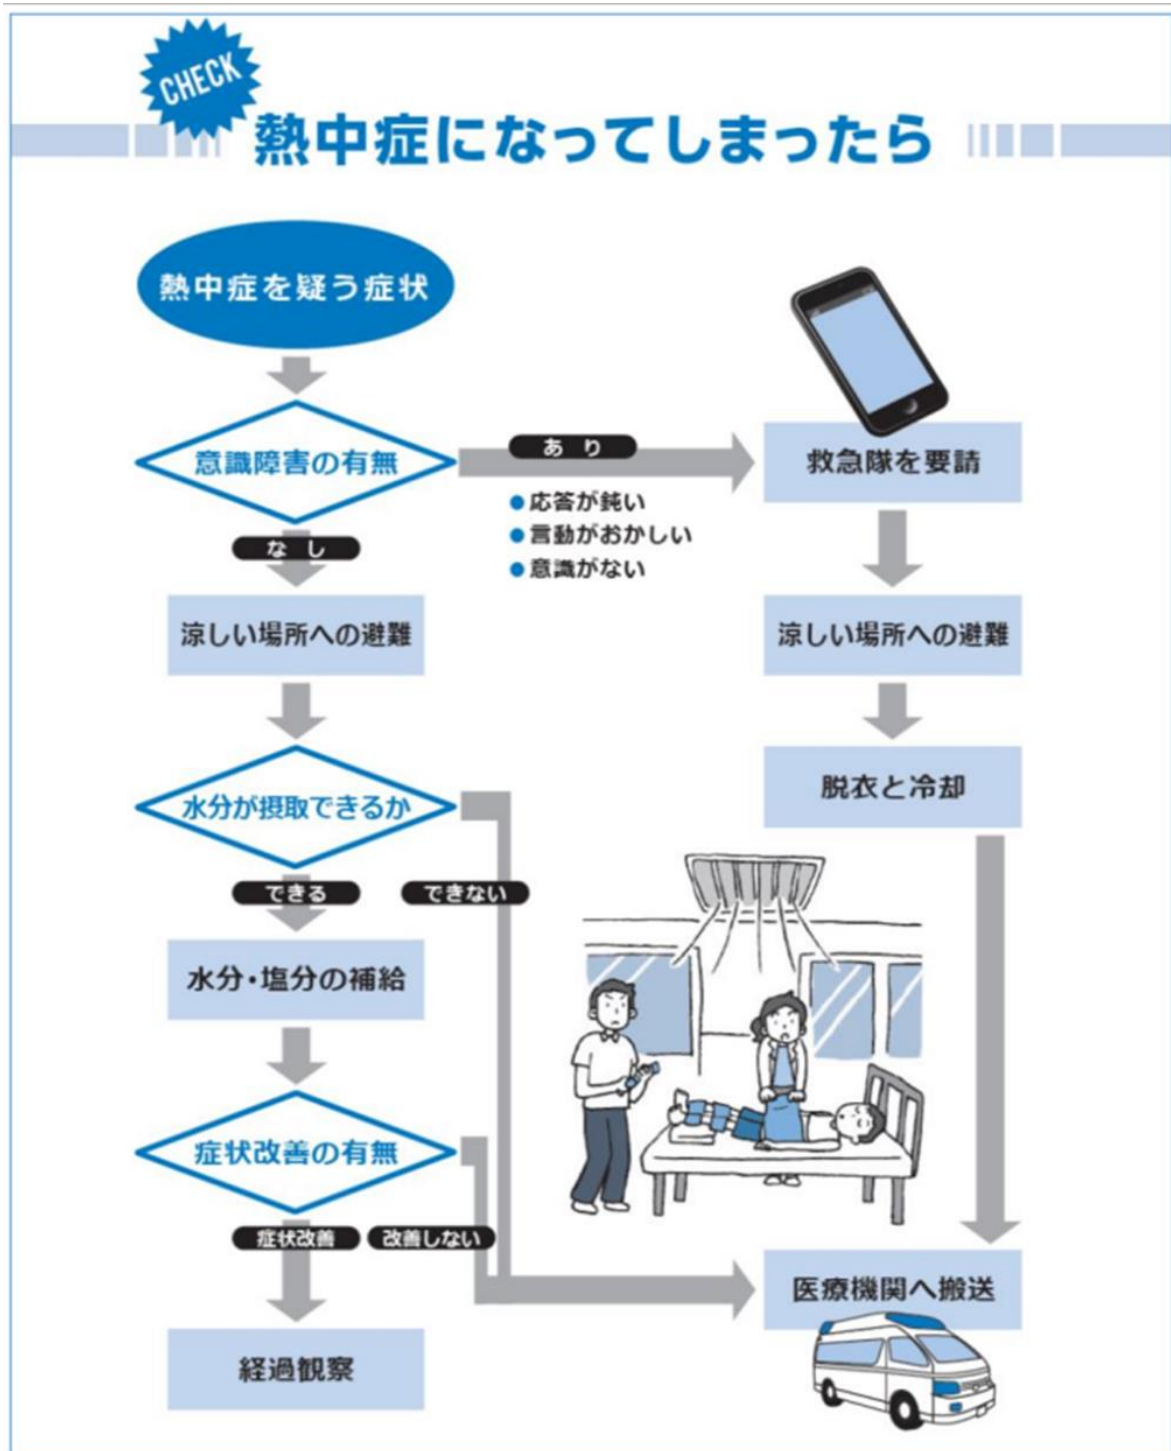 CHECK
熱中症になってしまったら
熱中症を疑う症状
意識障害の有無
あり
●応答が鈍い
●言動がおかしい
●意識がない
救急隊を要請
なし
涼しい場所への避難
涼しい場所への避難
水分が摂取できるか
脱衣と冷却
できる
できない
水分・塩分の補給
症状改善の有無
症状改善
改善しない
医療機関へ搬送
経過観察